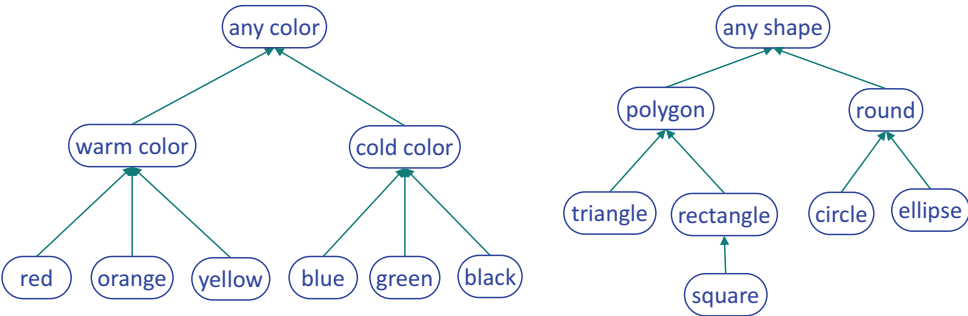 any color
warm color
cold color
red
orange
yellow
blue
green
black
any shape
polygon
round
triangle
rectangle
circle
ellipse
square